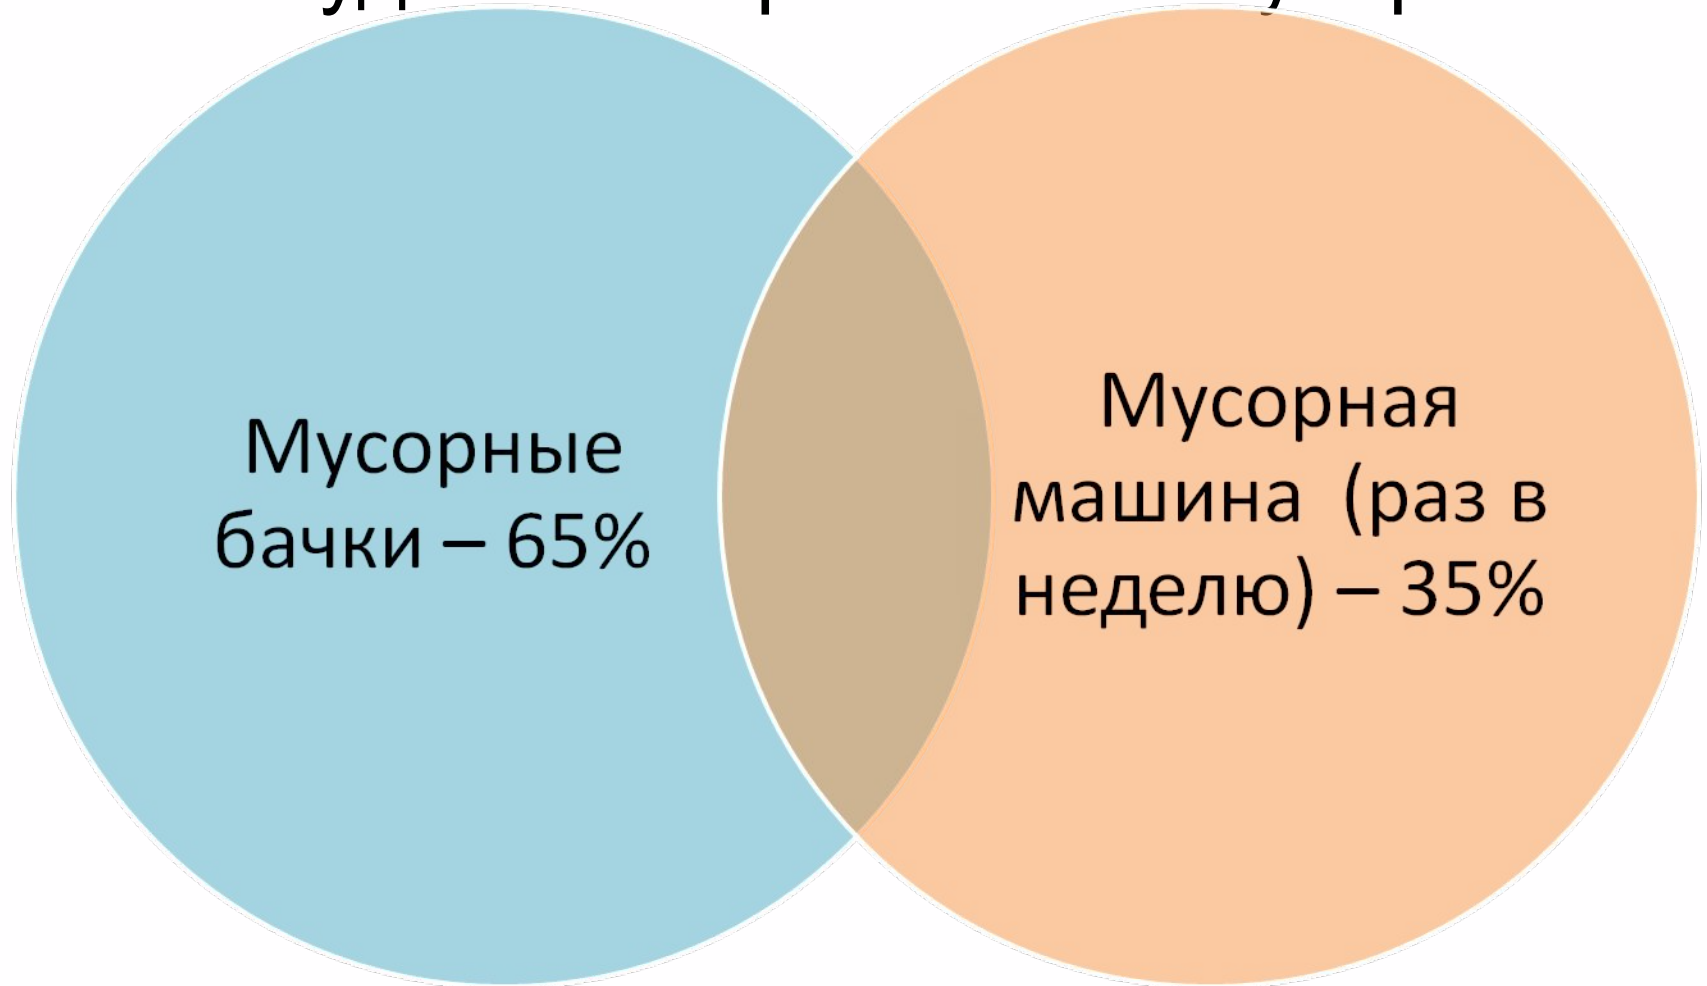 Мусорные
бачки – 65%
Мусорная
машина (раз в
неделю) – 35%